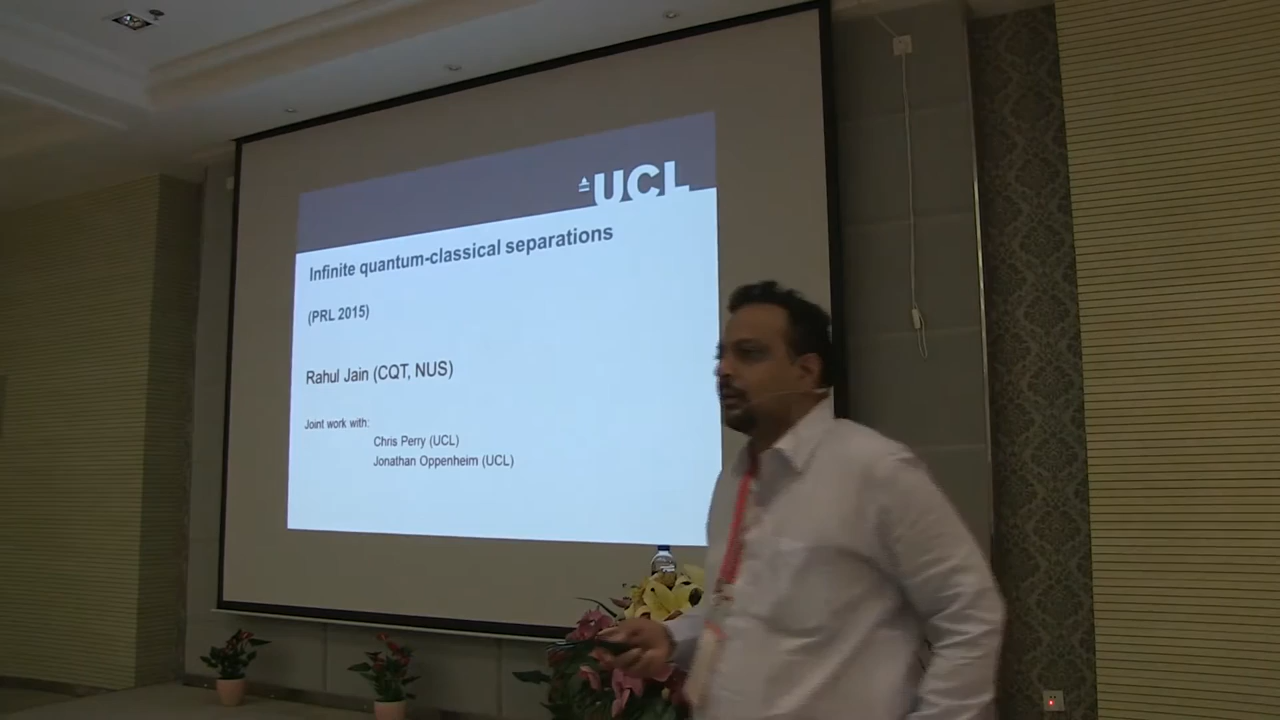 UCL
Infinite quantum-classical separations
(PRL 2015)
Rahul Jain (CQT, NUS)
Joint work with:
Chris Perry (UCL)
Jonathan Oppenheim (UCL)